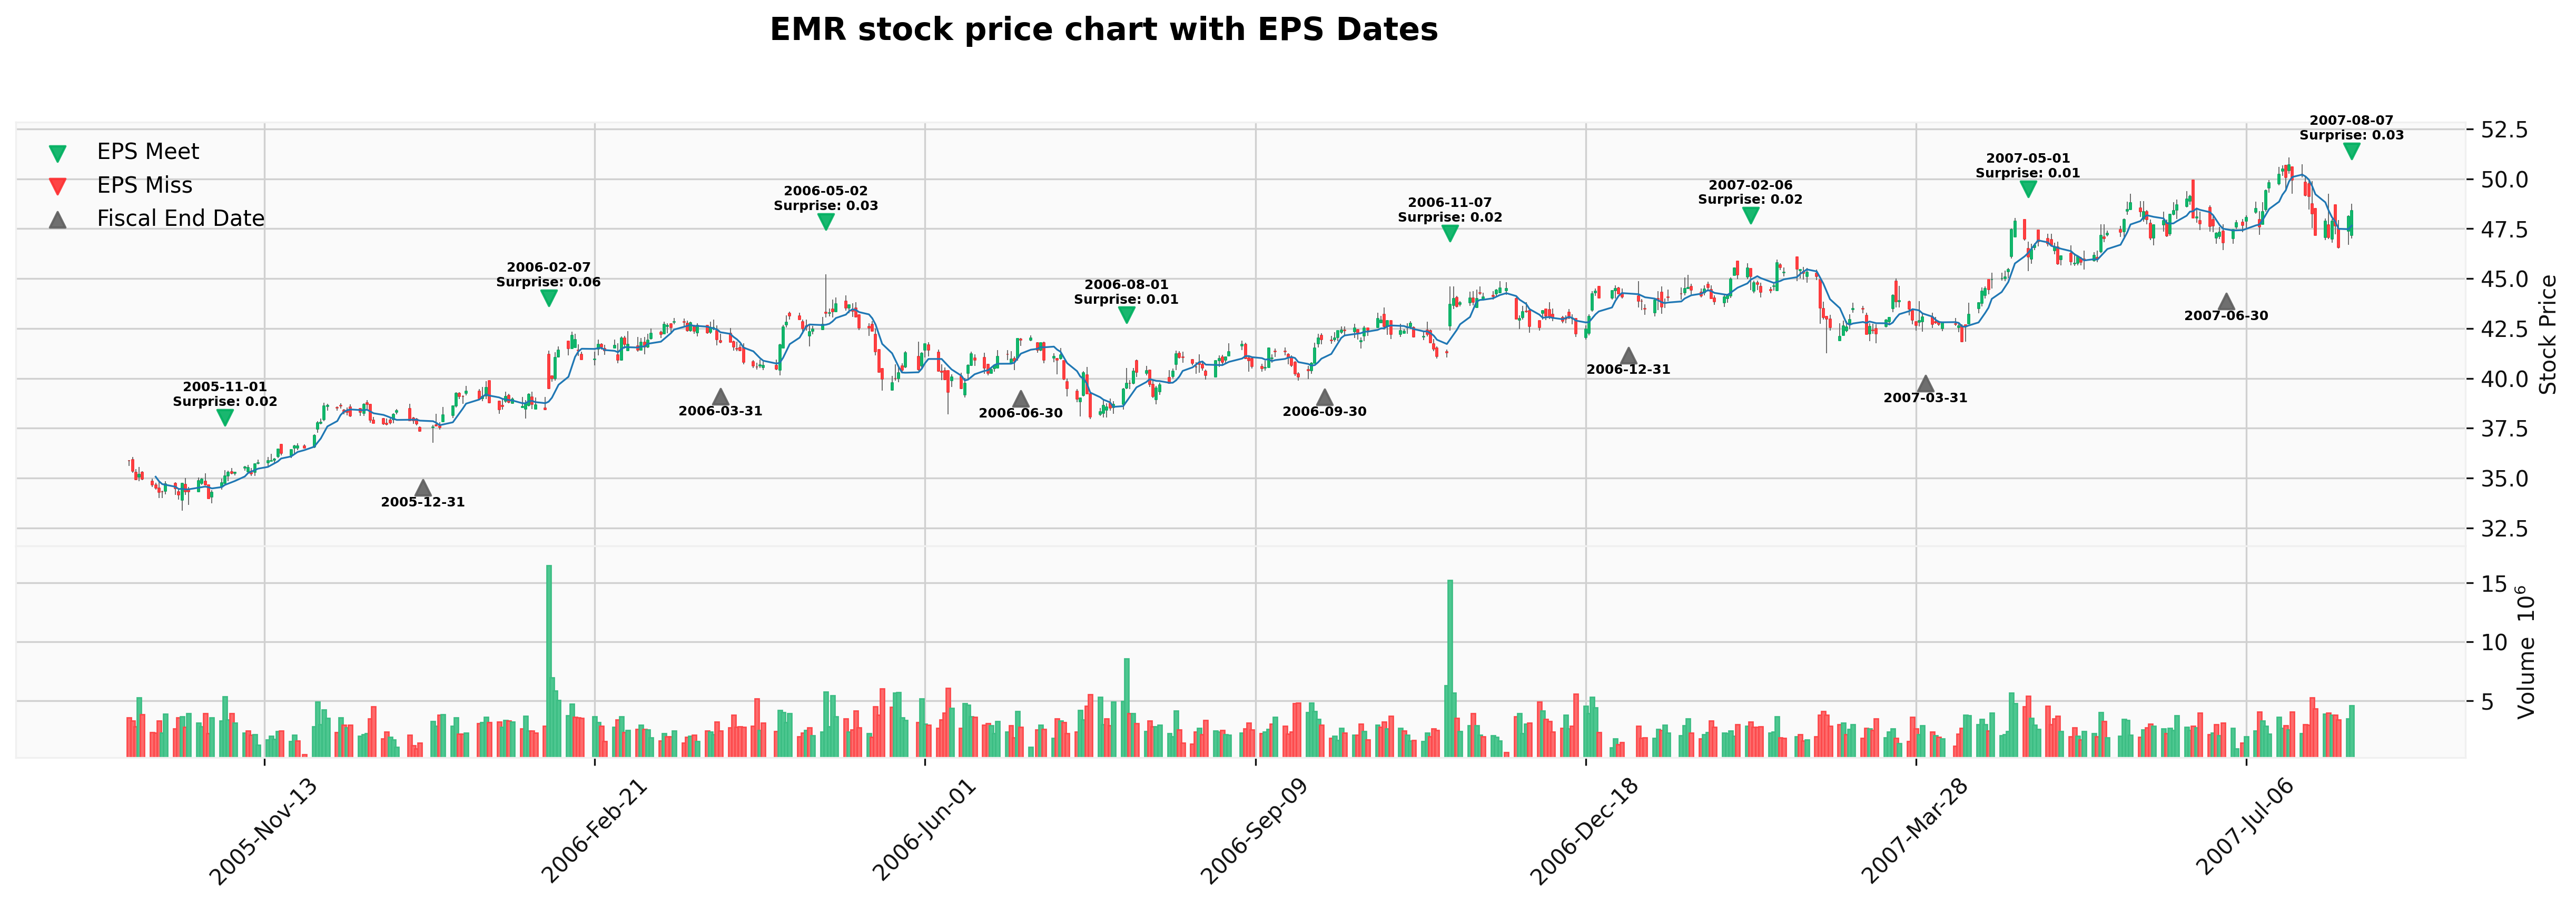 EMR stock price chart with EPS Dates
EPS Meet
EPS Miss
Fiscal End Date
2005-11-01
Surprise: 0.02
2005-12-31
2006-02-07
Surprise: 0.06
2006-03-31
2006-05-02
Surprise: 0.03
2006-06-30
2006-08-01
Surprise: 0.01
2006-09-30
2006-11-07
Surprise: 0.02
2006-12-31
2007-02-06
Surprise: 0.02
2007-03-31
2007-05-01
Surprise: 0.01
2007-06-30
2007-08-07
Surprise: 0.03
52.5
50.0
47.5
45.0
42.5
40.0
37.5
35.0
32.5
Stock Price
15
10
5
Volume 10⁶
2005-Nov-13
2006-Feb-21
2006-Jun-01
2006-Sep-09
2006-Dec-18
2007-Mar-28
2007-Jul-06